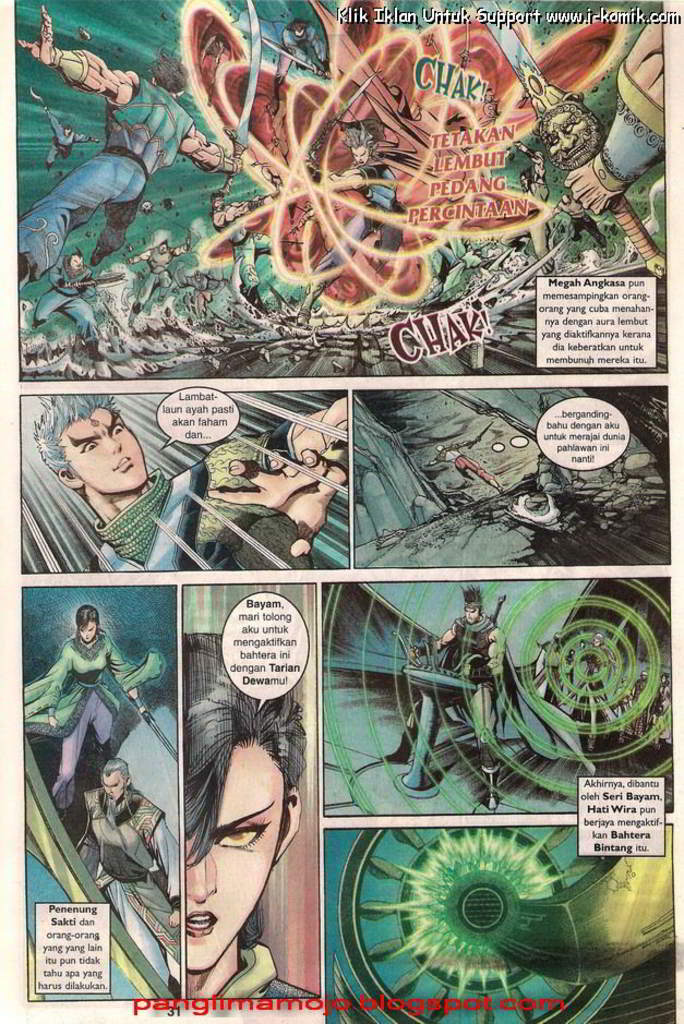 Klik Iklan Untuk Support www.j-komik.com
CHAK!
TETAKAN
LEMBUT
PEDANG
PERCINTAAN
CHAK!
Megah Angkasa pun
memesampingkan orang-
orang yang cuba menahan-
nya dengan aura lembut
yang diaktifkannya kerana
dia keberatkan untuk
membunuh mereka itu.
Lambat-
laun ayah pasti
akan faham
dan...
...berganding-
bahu dengan aku
untuk merajai dunia
pahlawan ini
nanti!
Penenung
Sakti dan
orang-orang
yang yang lain
itu pun tidak
tahu apa yang
harus dilakukan.
Bayam,
mari tolong
aku untuk
mengaktifkan
bahtera ini
dengan Tarian
Dewamu!
Akhirnya, dibantu
oleh Seri Bayam,
Hati Wira pun
berjaya mengaktif-
kan Bahtera
Bintang itu.
31
panglimamojo.blogspot.com